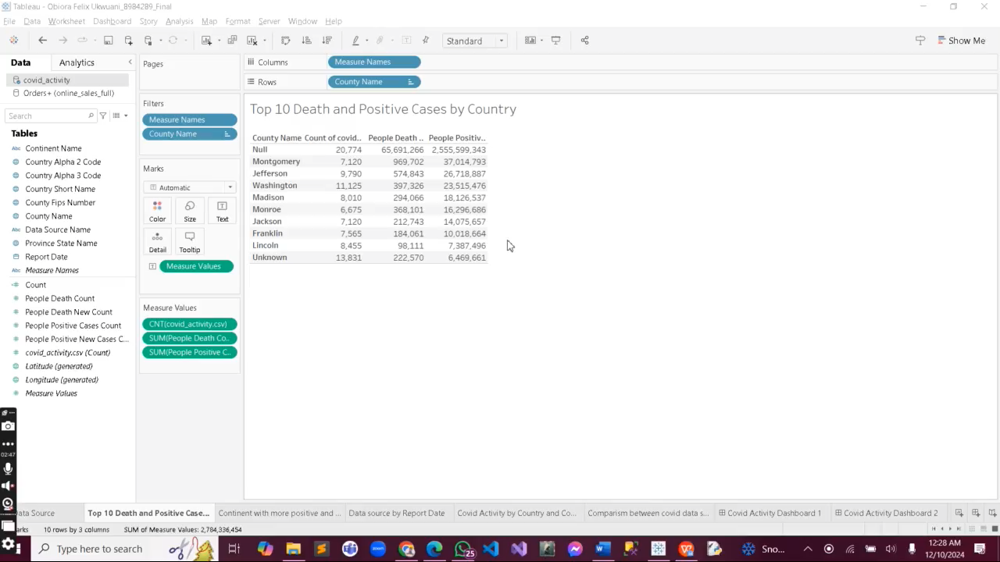 Tableau - Obiora Felix Ukwuani_8984289_Final
File Data Worksheet Dashboard Story Analysis Map Format Server Window Help
Standard
Show Me
Data Analytics
covid_activity
Orders+ (online_sales_full)
Search
Tables
Continent Name
Country Alpha 2 Code
Country Alpha 3 Code
Country Short Name
County Fips Number
County Name
Data Source Name
Province State Name
Report Date
Measure Names
Count
People Death Count
People Death New Count
People Positive Cases Count
People Positive New Cases C...
covid_activity.csv (Count)
Latitude (generated)
Longitude (generated)
Measure Values
Pages
Filters
Measure Names
County Name
Marks
Automatic
Color Size Text
Detail Tooltip
Measure Values
Measure Values
CNT(covid_activity.csv)
SUM(People Death Co..
SUM(People Positive C..
Columns Measure Names
Rows County Name
Top 10 Death and Positive Cases by Country
County Name Count of covid.. People Death .. People Positiv..
Null 20,774 65,691,266 2,555,599,343
Montgomery 7,120 969,702 37,014,793
Jefferson 9,790 574,843 26,718,887
Washington 11,125 397,326 23,515,476
Madison 8,010 294,066 18,126,537
Monroe 6,675 368,101 16,296,686
Jackson 7,120 212,743 14,075,657
Franklin 7,565 184,061 10,018,664
Lincoln 8,455 98,111 7,387,496
Unknown 13,831 222,570 6,469,661
02:47
ata Source Top 10 Death and Positive Case... Continent with more positive and ... Data source by Report Date Covid Activity by Country and Co... Comparison between covid data s... Covid Activity Dashboard 1 Covid Activity Dashboard 2
arks 10 rows by 3 columns SUM of Measure Values: 2,784,336,454
Type here to search
zoom
25
Sno...
12:28 AM
12/10/2024